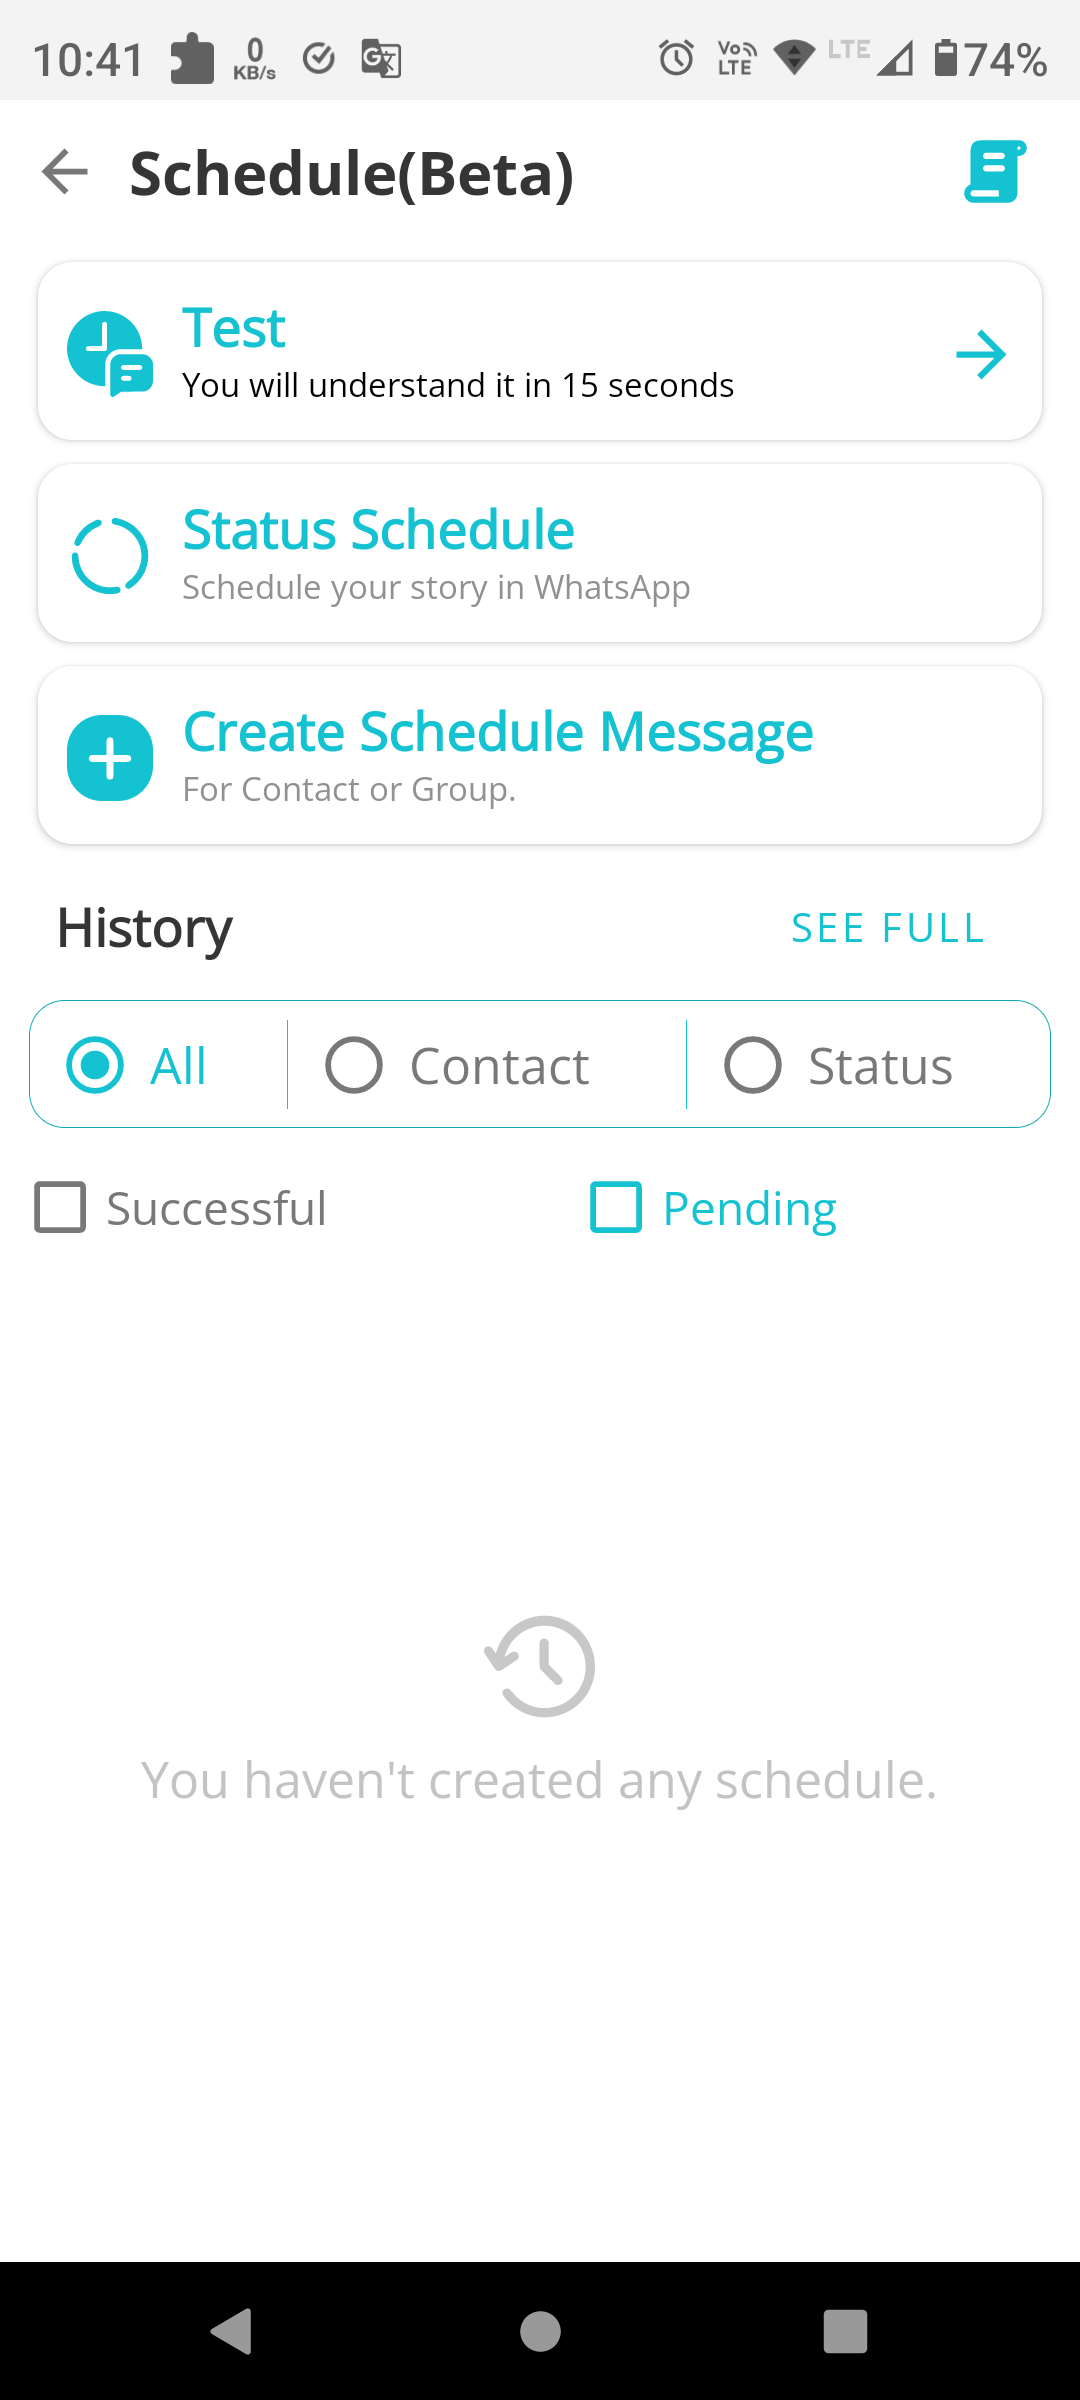 10:41 0 KB/s Vo LTE LTE 74%
Schedule(Beta)
Test
You will understand it in 15 seconds
Status Schedule
Schedule your story in WhatsApp
Create Schedule Message
For Contact or Group.
History SEE FULL
All Contact Status
Successful Pending
You haven't created any schedule.